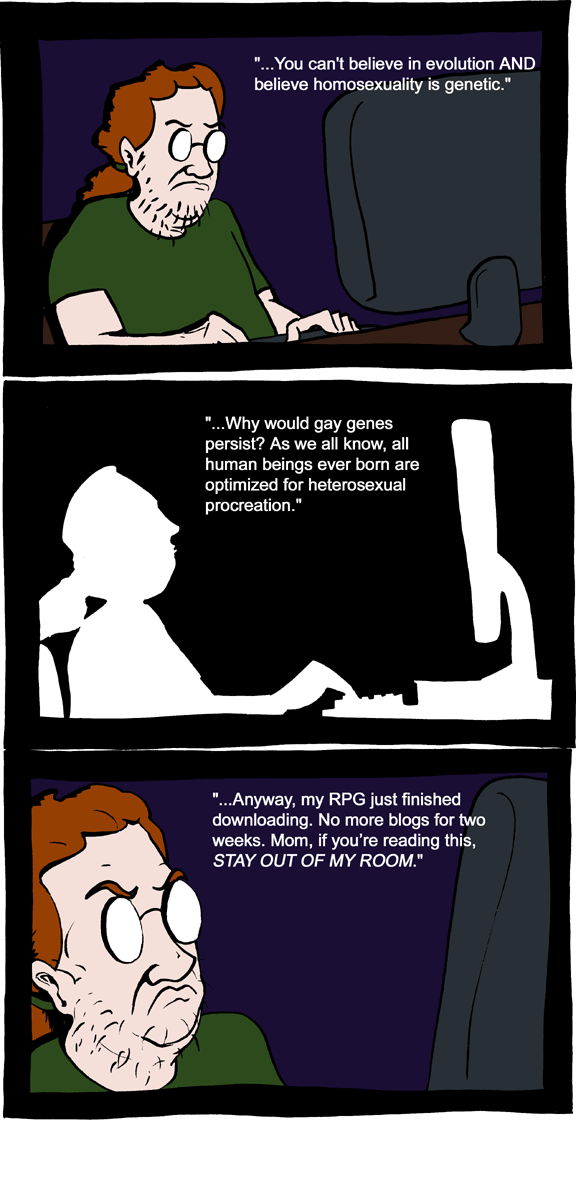 "...You can't believe in evolution AND
believe homosexuality is genetic."
"...Why would gay genes
persist? As we all know, all
human beings ever born are
optimized for heterosexual
procreation."
"...Anyway, my RPG just finished
downloading. No more blogs for two
weeks. Mom, if you’re reading this,
STAY OUT OF MY ROOM."